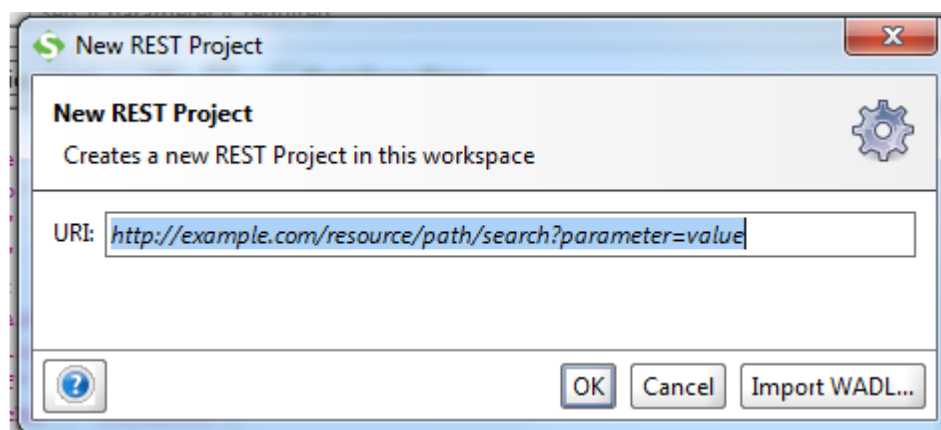 New REST Project
New REST Project
Creates a new REST Project in this workspace
URI: http://example.com/resource/path/search?parameter=value
OK Cancel Import WADL...